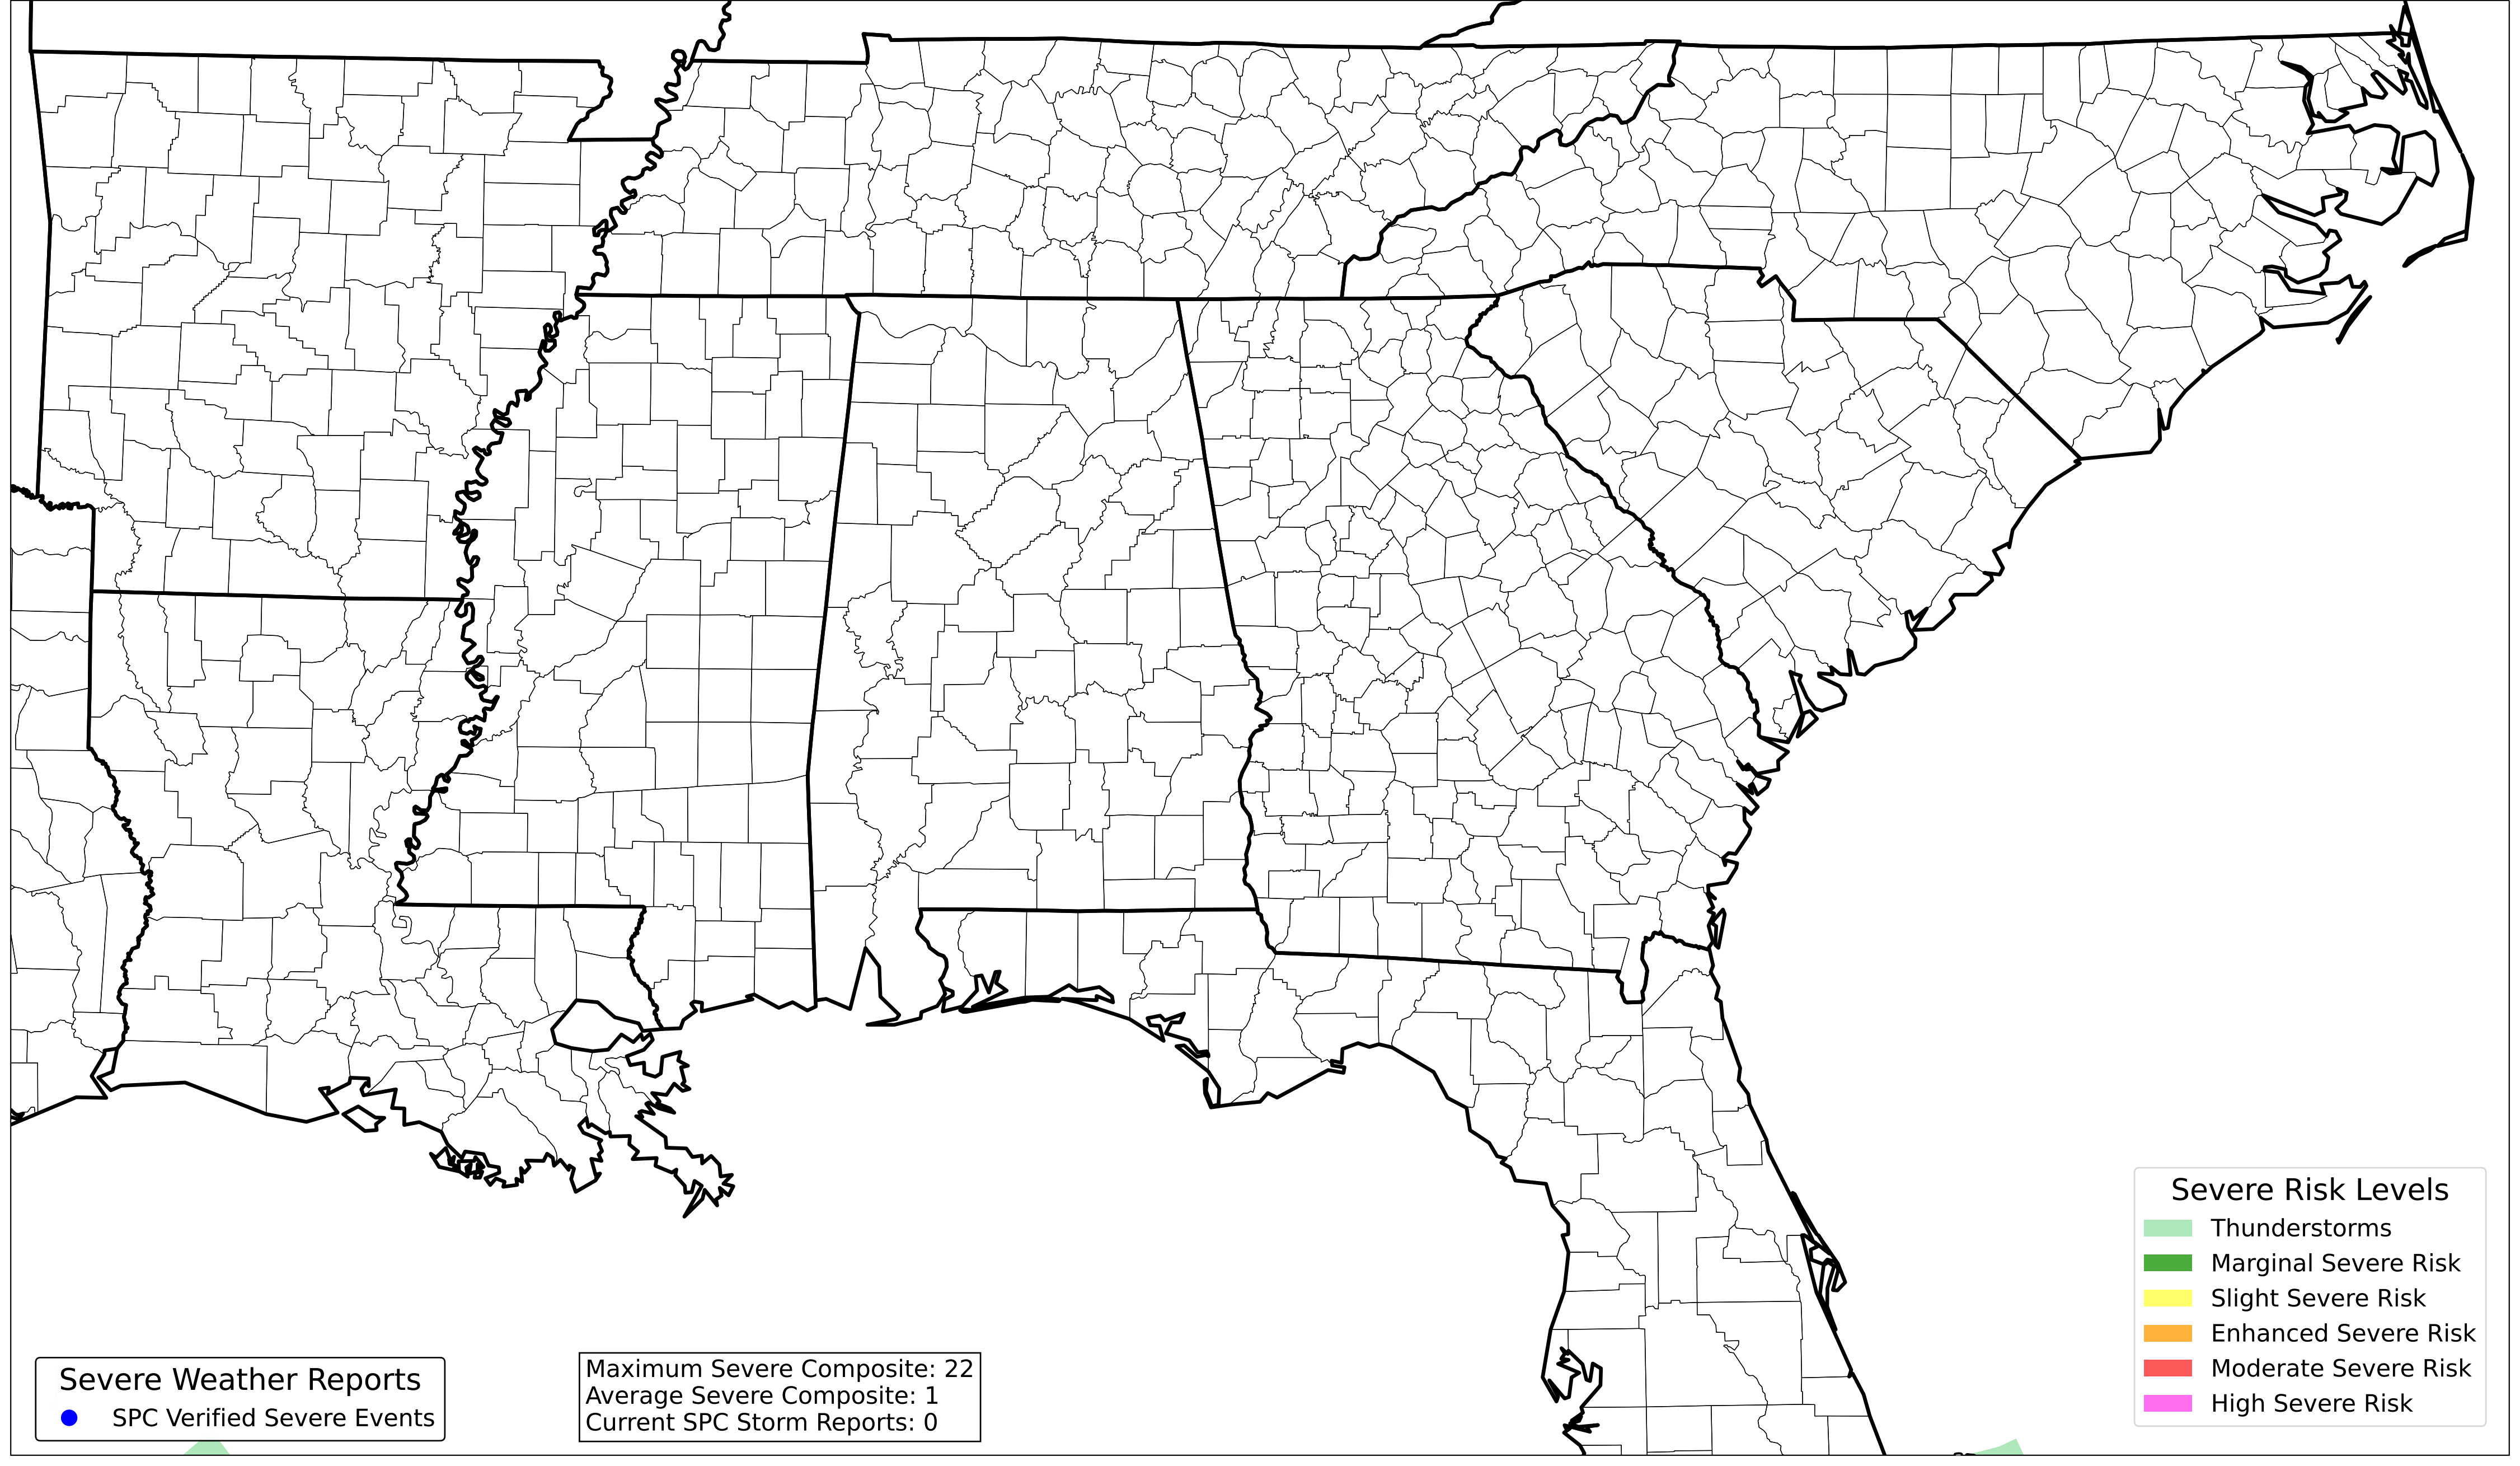 Severe Risk Levels
Thunderstorms
Marginal Severe Risk
Slight Severe Risk
Enhanced Severe Risk
Moderate Severe Risk
High Severe Risk
Severe Weather Reports
SPC Verified Severe Events
Maximum Severe Composite: 22
Average Severe Composite: 1
Current SPC Storm Reports: 0